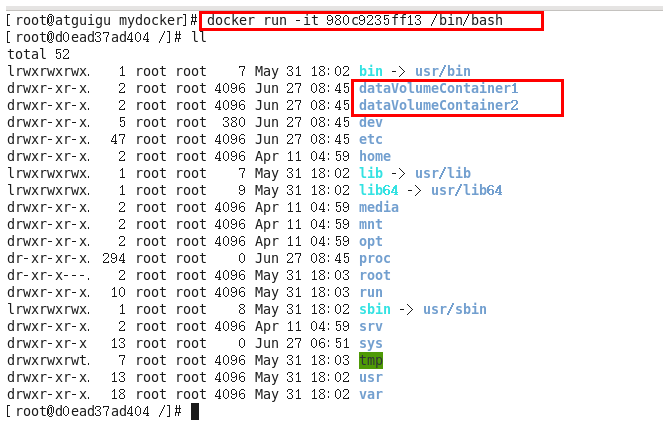 [root@atguigu mydocker]# docker run -it 980c9235ff13 /bin/bash
[root@d0ead37ad404 /]# ll
total 52
lrwxrwxrwx.   1 root root    7 May 31 18:02 bin -> usr/bin
drwxr-xr-x.   2 root root 4096 Jun 27 08:45 dataVolumeContainer1
drwxr-xr-x.   2 root root 4096 Jun 27 08:45 dataVolumeContainer2
drwxr-xr-x.   5 root root  380 Jun 27 08:45 dev
drwxr-xr-x.  47 root root 4096 Jun 27 08:45 etc
drwxr-xr-x.   2 root root 4096 Apr 11 04:59 home
lrwxrwxrwx.   1 root root    7 May 31 18:02 lib -> usr/lib
lrwxrwxrwx.   1 root root    9 May 31 18:02 lib64 -> usr/lib64
drwxr-xr-x.   2 root root 4096 Apr 11 04:59 media
drwxr-xr-x.   2 root root 4096 Apr 11 04:59 mnt
drwxr-xr-x.   2 root root 4096 Apr 11 04:59 opt
dr-xr-xr-x. 294 root root    0 Jun 27 08:45 proc
dr-xr-x---.   2 root root 4096 May 31 18:03 root
drwxr-xr-x.  10 root root 4096 May 31 18:03 run
lrwxrwxrwx.   1 root root    8 May 31 18:02 sbin -> usr/sbin
drwxr-xr-x.   2 root root 4096 Apr 11 04:59 srv
drwxr-xr-x   13 root root    0 Jun 27 06:51 sys
drwxrwxrwt.   7 root root 4096 May 31 18:03 tmp
drwxr-xr-x.  13 root root 4096 May 31 18:02 usr
drwxr-xr-x.  18 root root 4096 May 31 18:02 var
[root@d0ead37ad404 /]#